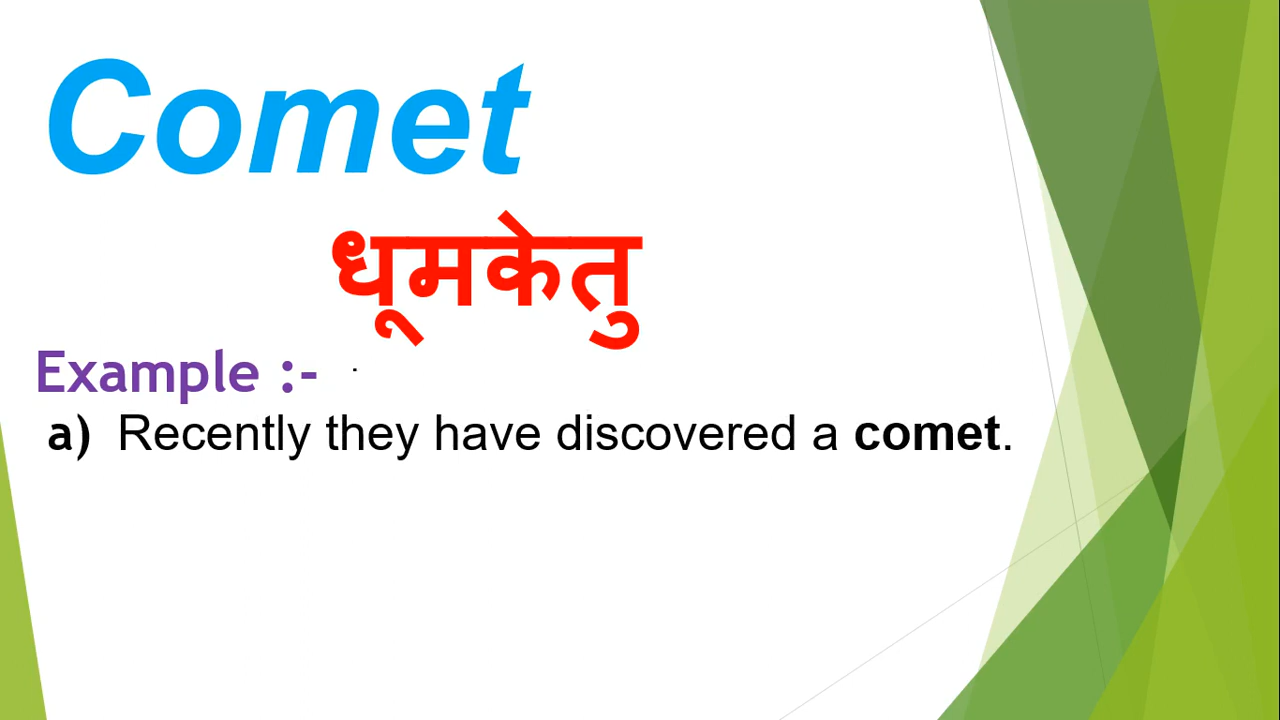 Comet
धूमकेतु
Example :-
a) Recently they have discovered a comet.